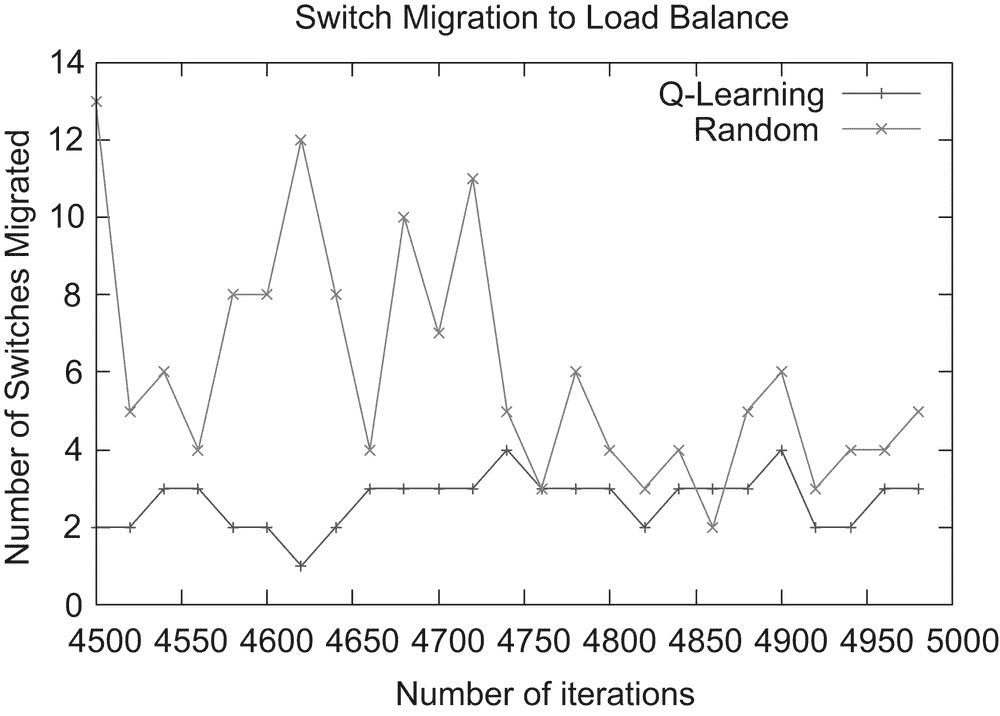 Switch Migration to Load Balance
14
12
10
8
6
4
2
0
Number of Switches Migrated
Q-Learning
Random
4500 4550 4600 4650 4700 4750 4800 4850 4900 4950 5000
Number of iterations